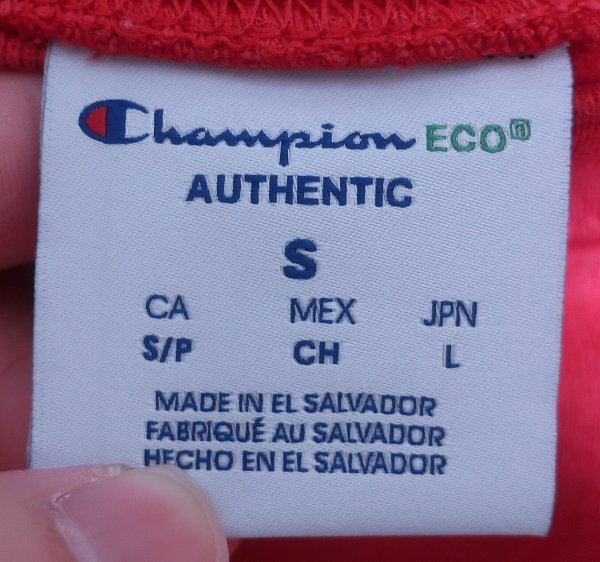 Champion ECO®
AUTHENTIC
S
CA MEX JPN
S/P CH L
MADE IN EL SALVADOR
FABRIQUÉ AU SALVADOR
HECHO EN EL SALVADOR